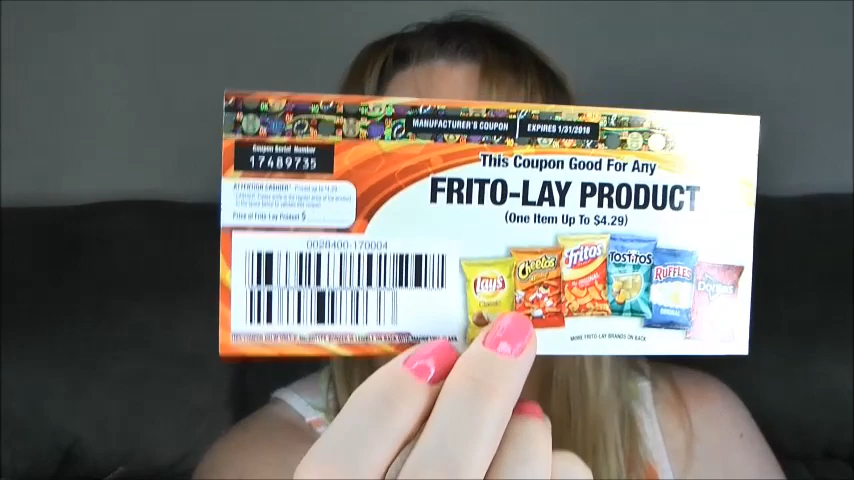 MANUFACTURER'S COUPON
EXPIRES 1/31/2018
Coupon Serial Number
17489735
This Coupon Good For Any
FRITO-LAY PRODUCT
(One Item Up To $4.29)
ATTENTION CASHIER:
Price of Frito Lay Product $
0028400-170004
Lay's
Classic
Cheetos
Fritos
ORIGINAL
TOSTITOS
RUFFLES
ORIGINAL
Doritos
MORE FRITO-LAY BRANDS ON BACK